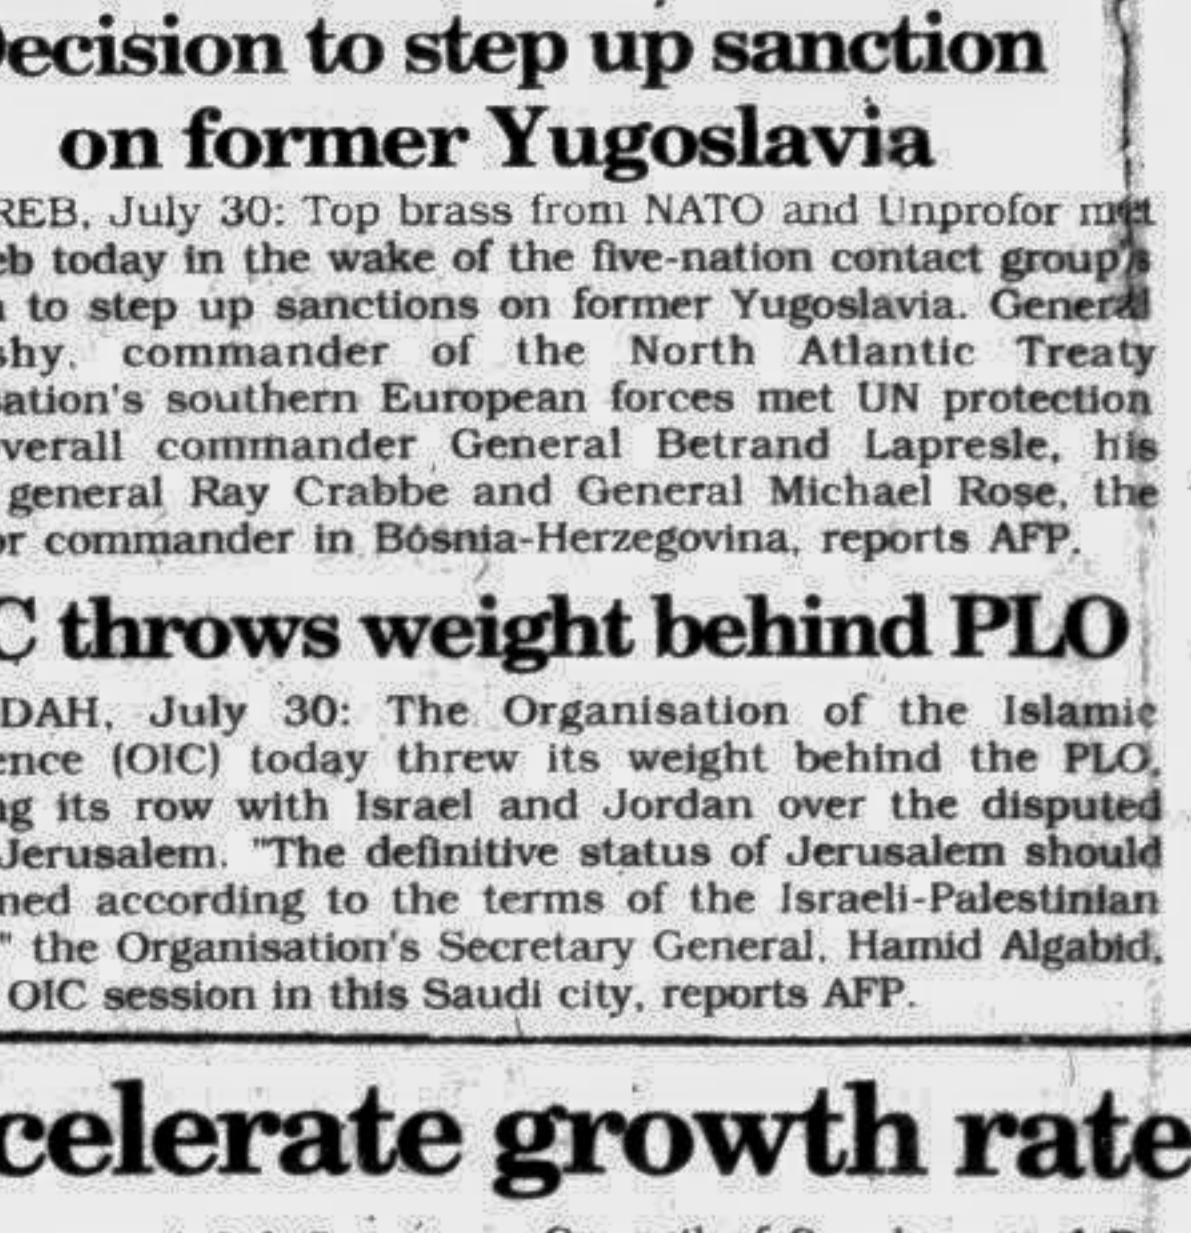 ecision to step up sanction
on former Yugoslavia
REB, July 30: Top brass from NATO and Unprofor met
eb today in the wake of the five-nation contact group's
to step up sanctions on former Yugoslavia. General
shy, commander of the North Atlantic Treaty
sation's southern European forces met UN protection
verall commander General Betrand Lapresle, his
general Ray Crabbe and General Michael Rose, the
or commander in Bosnia-Herzegovina, reports AFP.
C throws weight behind PLO
DAH, July 30: The Organisation of the Islamic
ence (OIC) today threw its weight behind the PLO,
ng its row with Israel and Jordan over the disputed
Jerusalem. "The definitive status of Jerusalem should
ned according to the terms of the Israeli-Palestinian
" the Organisation's Secretary General, Hamid Algabid,
OIC session in this Saudi city, reports AFP.
celerate growth rate